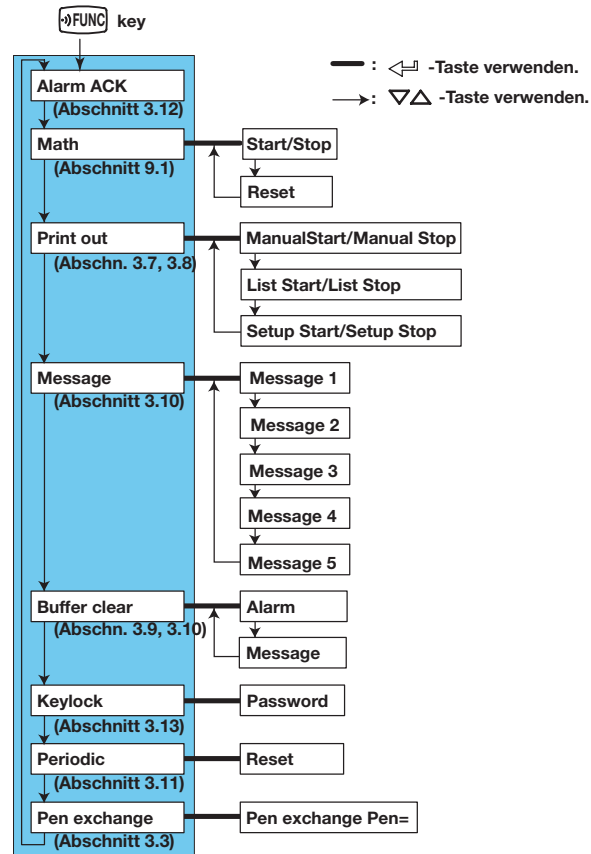 FUNC key
: -Taste verwenden.
: -Taste verwenden.
Alarm ACK
(Abschnitt 3.12)
Math
(Abschnitt 9.1)
Start/Stop
Reset
Print out
(Abschn. 3.7, 3.8)
ManualStart/Manual Stop
List Start/List Stop
Setup Start/Setup Stop
Message
(Abschnitt 3.10)
Message 1
Message 2
Message 3
Message 4
Message 5
Buffer clear
(Abschn. 3.9, 3.10)
Alarm
Message
Keylock
(Abschnitt 3.13)
Password
Periodic
(Abschnitt 3.11)
Reset
Pen exchange
(Abschnitt 3.3)
Pen exchange Pen=